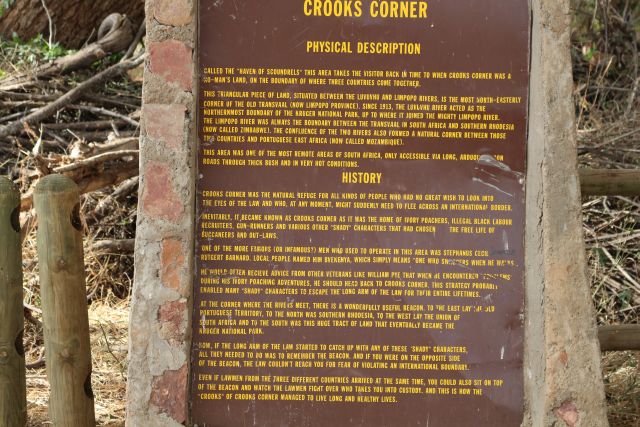 CROOKS CORNER
PHYSICAL DESCRIPTION
CALLED THE "HAVEN OF SCOUNDRELS" THIS AREA TAKES THE VISITOR BACK IN TIME TO WHEN CROOKS CORNER WAS A
NO-MAN'S LAND, ON THE BOUNDARY OF WHERE THREE COUNTRIES COME TOGETHER.
THIS TRIANGULAR PIECE OF LAND, SITUATED BETWEEN THE LUVUVHU AND LIMPOPO RIVERS, IS THE MOST NORTH-EASTERLY
CORNER OF THE OLD TRANSVAAL (NOW LIMPOPO PROVINCE). SINCE 1913, THE LUVUVHU RIVER ACTED AS THE
NORTHERNMOST BOUNDARY OF THE KRUGER NATIONAL PARK, UP TO WHERE IT JOINED THE MIGHTY LIMPOPO RIVER.
THE LIMPOPO RIVER WAS ALWAYS THE BOUNDARY BETWEEN THE TRANSVAAL IN SOUTH AFRICA AND SOUTHERN RHODESIA
(NOW CALLED ZIMBABWE). THE CONFLUENCE OF THE TWO RIVERS ALSO FORMED A NATURAL CORNER BETWEEN THOSE
TWO COUNTRIES AND PORTUGUESE EAST AFRICA (NOW CALLED MOZAMBIQUE).
THIS AREA WAS ONE OF THE MOST REMOTE AREAS OF SOUTH AFRICA, ONLY ACCESSIBLE VIA LONG,
ROADS THROUGH THICK BUSH AND IN VERY HOT CONDITIONS.
HISTORY
CROOKS CORNER WAS THE NATURAL REFUGE FOR ALL KINDS OF PEOPLE WHO HAD NO GREAT WISH TO LOOK INTO
THE EYES OF THE LAW AND WHO, AT ANY MOMENT, MIGHT SUDDENLY NEED TO FLEE ACROSS AN INTERNATIONAL BORDER.
INEVITABLY, IT BECAME KNOWN AS CROOKS CORNER AS IT WAS THE HOME OF IVORY POACHERS, ILLEGAL BLACK LABOUR
RECRUITERS, GUN-RUNNERS AND VARIOUS OTHER "SHADY" CHARACTERS THAT HAD CHOSEN THE FREE LIFE OF
BUCCANEERS AND OUT-LAWS.
ONE OF THE MORE FAMOUS (OR INFAMOUS?) MEN WHO USED TO OPERATE IN THIS AREA WAS STEPHANUS CECIL
RUTGERT BARNARD. LOCAL PEOPLE NAMED HIM BVEKENYA, WHICH SIMPLY MEANS "ONE WHO SWAGGERS WHEN HE WALKS".
HE WOULD OFTEN RECIEVE ADVICE FROM OTHER VETERANS LIKE WILLIAM PYE THAT WHEN HE ENCOUNTERED PROBLEMS
DURING HIS IVORY POACHING ADVENTURES, HE SHOULD HEAD BACK TO CROOKS CORNER. THIS STRATEGY PROBABLY
ENABLED MANY "SHADY" CHARACTERS TO ESCAPE THE LONG ARM OF THE LAW FOR THEIR ENTIRE LIFETIMES.
AT THE CORNER WHERE THE RIVERS MEET, THERE IS A WONDERFULLY USEFUL BEACON. TO THE EAST LAY THE OLD
PORTUGUESE TERRITORY, TO THE NORTH WAS SOUTHERN RHODESIA, TO THE WEST LAY THE UNION OF
SOUTH AFRICA AND TO THE SOUTH WAS THIS HUGE TRACT OF LAND THAT EVENTUALLY BECAME THE
KRUGER NATIONAL PARK.
NOW, IF THE LONG ARM OF THE LAW STARTED TO CATCH UP WITH ANY OF THESE "SHADY" CHARACTERS,
ALL THEY NEEDED TO DO WAS TO REMEMBER THE BEACON, AND IF YOU WERE ON THE OPPOSITE SIDE
OF THE BEACON, THE LAW COULDN'T REACH YOU FOR FEAR OF VIOLATING AN INTERNATIONAL BOUNDARY.
EVEN IF LAWMEN FROM THE THREE DIFFERENT COUNTRIES ARRIVED AT THE SAME TIME, YOU COULD ALSO SIT ON TOP
OF THE BEACON AND WATCH THE LAWMEN FIGHT OVER WHO TAKES YOU INTO CUSTODY. AND THIS IS HOW THE
"CROOKS" OF CROOKS CORNER MANAGED TO LIVE LONG AND HEALTHY LIVES.